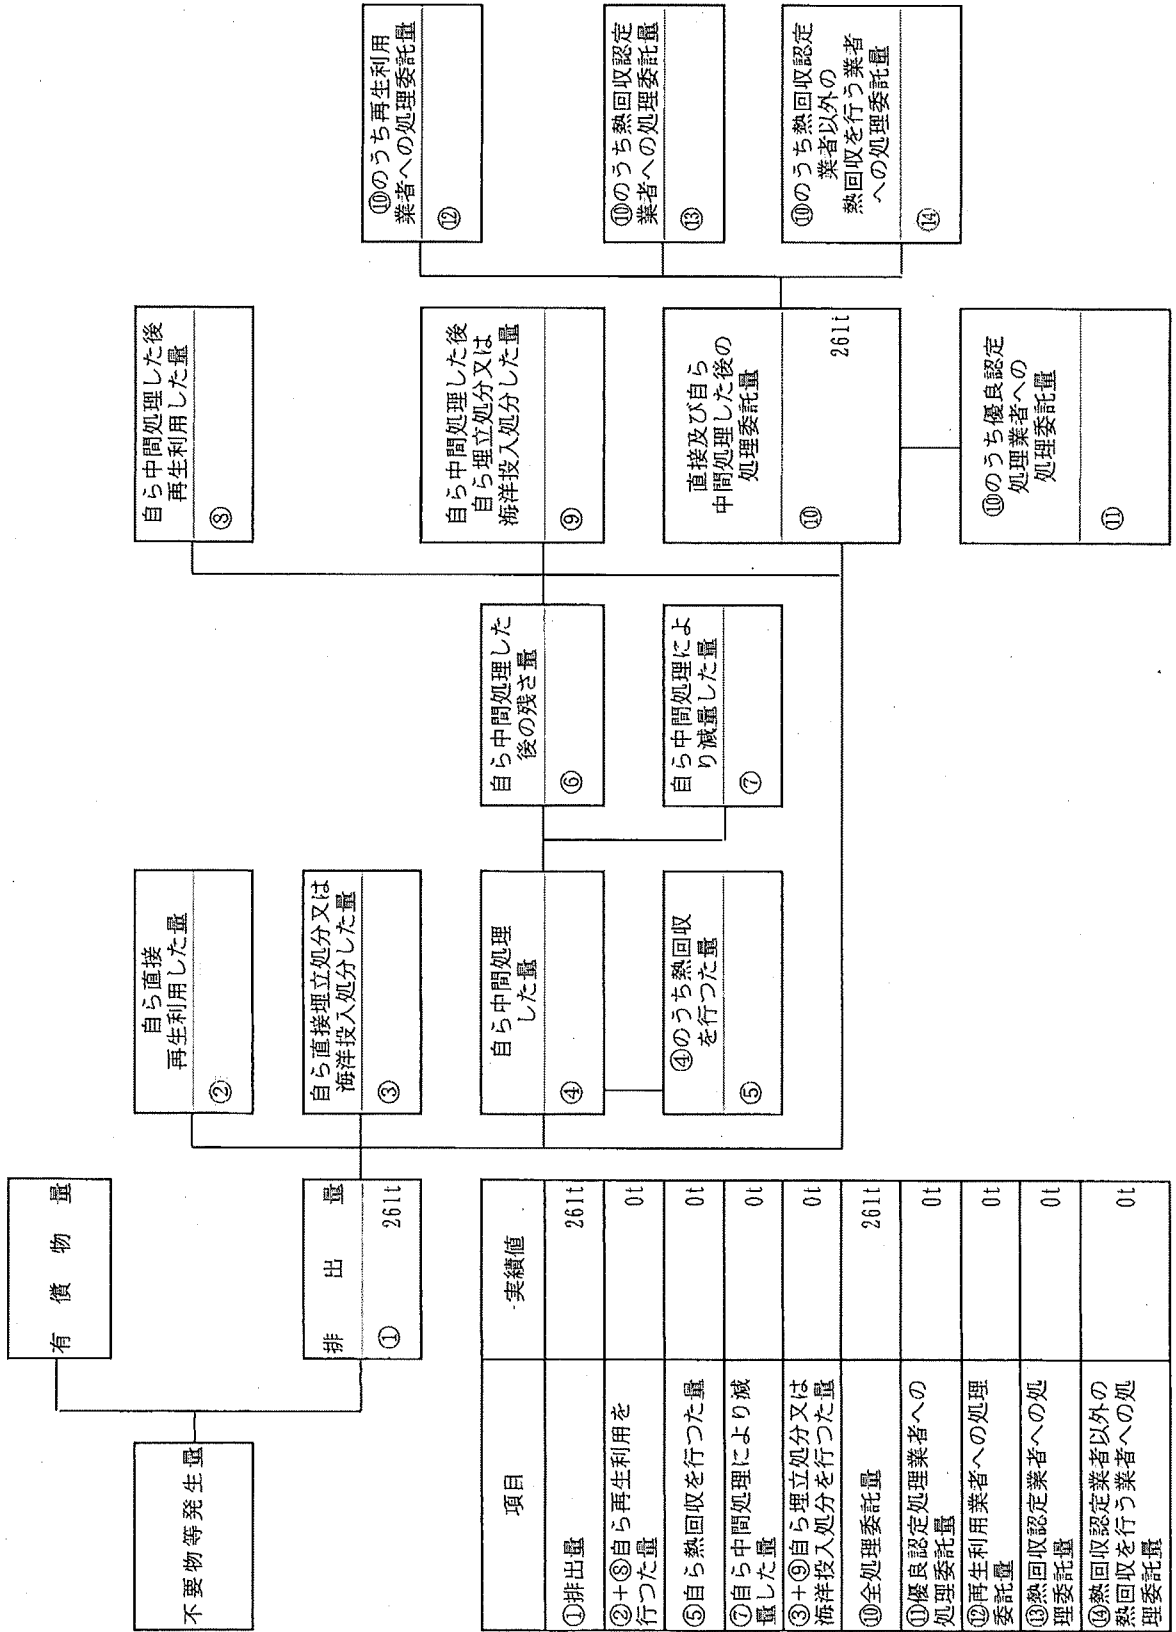 不要物等発生量
有償物量
排出量
① 261t
自ら直接
再生利用した量
②
自ら直接埋立処分又は
海洋投入処分した量
③
自ら中間処理
した量
④
④のうち熱回収
を行つた量
⑤
自ら中間処理した
後の残さ量
⑥
自ら中間処理によ
り減量した量
⑦
自ら中間処理した後
再生利用した量
⑧
自ら中間処理した後
自ら埋立処分又は
海洋投入処分した量
⑨
直接及び自ら
中間処理した後の
処理委託量
⑩ 261t
⑩のうち優良認定
処理業者への
処理委託量
⑪
⑩のうち再生利用
業者への処理委託量
⑫
⑩のうち熱回収認定
業者への処理委託量
⑬
⑩のうち熱回収認定
業者以外の
熱回収を行う業者
への処理委託量
⑭
項目 実績値
①排出量 261t
②+⑧自ら再生利用を
行つた量 0t
⑤自ら熱回収を行つた量 0t
⑦自ら中間処理により減
量した量 0t
③+⑨自ら埋立処分又は
海洋投入処分を行つた量 0t
⑩全処理委託量 261t
⑪優良認定処理業者への
処理委託量 0t
⑫再生利用業者への処理
委託量 0t
⑬熱回収認定業者への処
理委託量 0t
⑭熱回収認定業者以外の
熱回収を行う業者への処
理委託量 0t